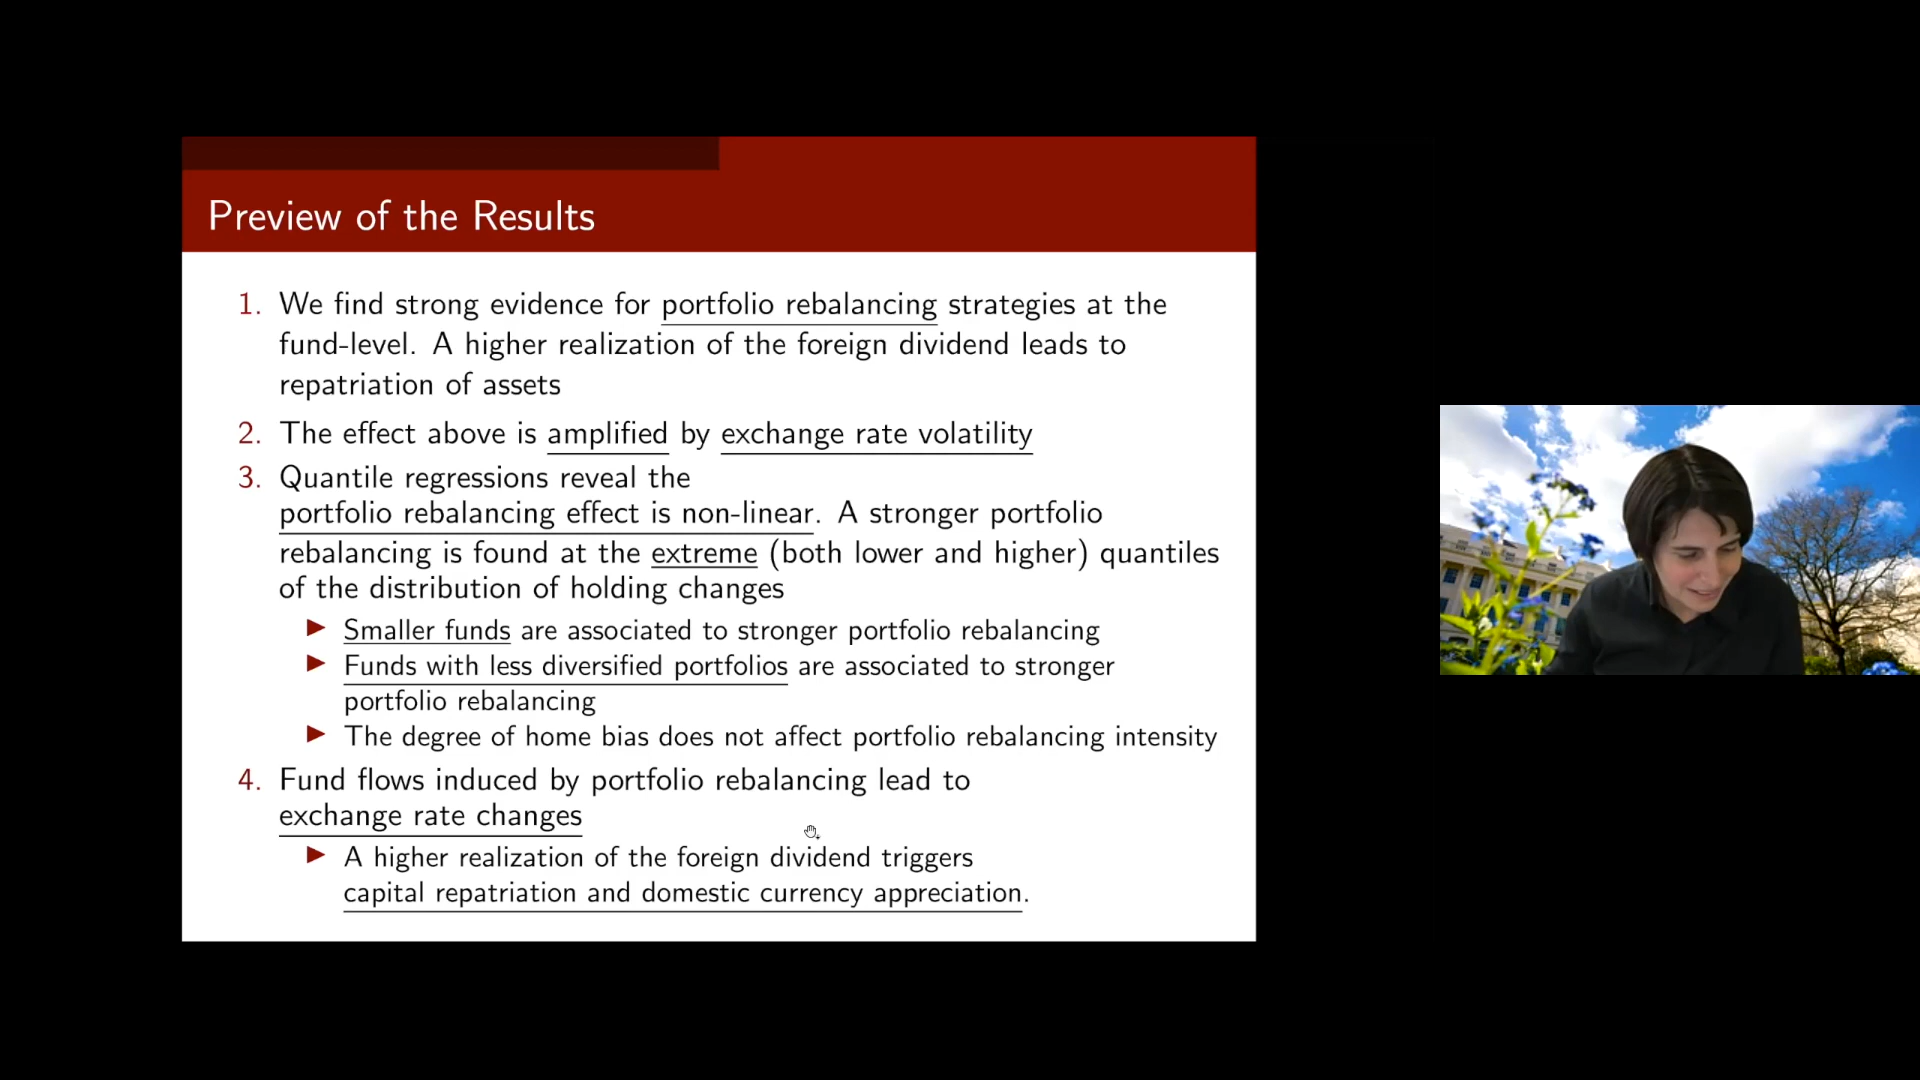 Preview of the Results
1. We find strong evidence for portfolio rebalancing strategies at the
fund-level. A higher realization of the foreign dividend leads to
repatriation of assets
2. The effect above is amplified by exchange rate volatility
3. Quantile regressions reveal the
portfolio rebalancing effect is non-linear. A stronger portfolio
rebalancing is found at the extreme (both lower and higher) quantiles
of the distribution of holding changes
▶ Smaller funds are associated to stronger portfolio rebalancing
▶ Funds with less diversified portfolios are associated to stronger
portfolio rebalancing
▶ The degree of home bias does not affect portfolio rebalancing intensity
4. Fund flows induced by portfolio rebalancing lead to
exchange rate changes
▶ A higher realization of the foreign dividend triggers
capital repatriation and domestic currency appreciation.